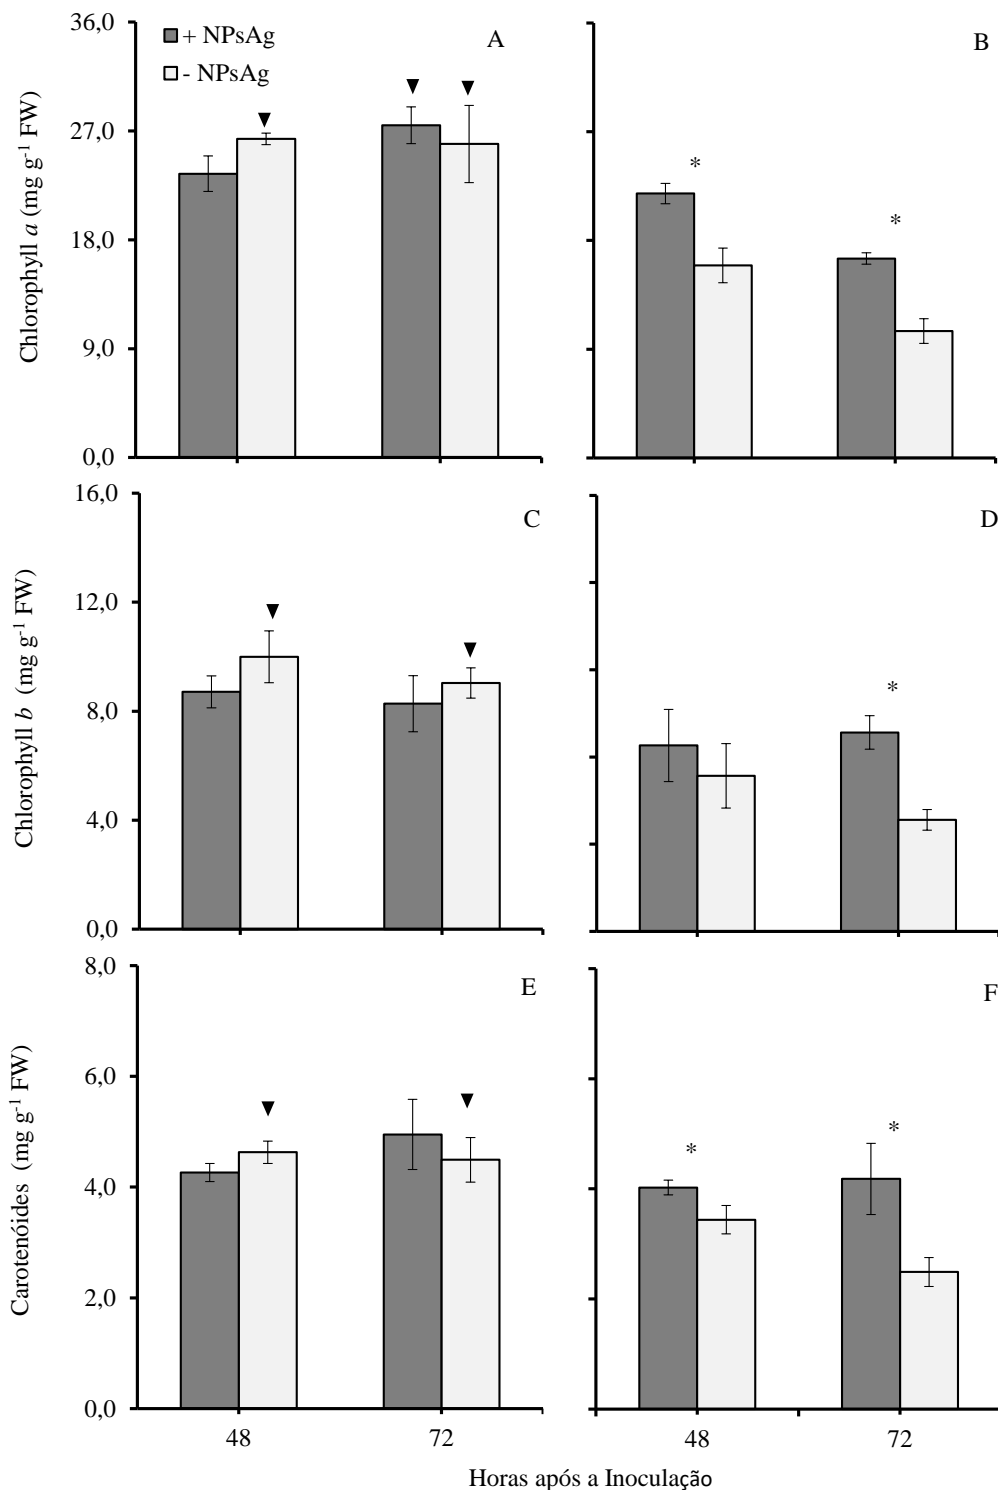 36,0
+ NPsAg
- NPsAg
A
B
27,0
18,0
9,0
0,0
Chlorophyll a (mg g-1 FW)
*
*
16,0
C
D
12,0
8,0
4,0
0,0
Chlorophyll b (mg g-1 FW)
*
8,0
E
F
6,0
4,0
2,0
0,0
Carotenóides (mg g-1 FW)
*
*
48
72
48
72
Horas após a Inoculação